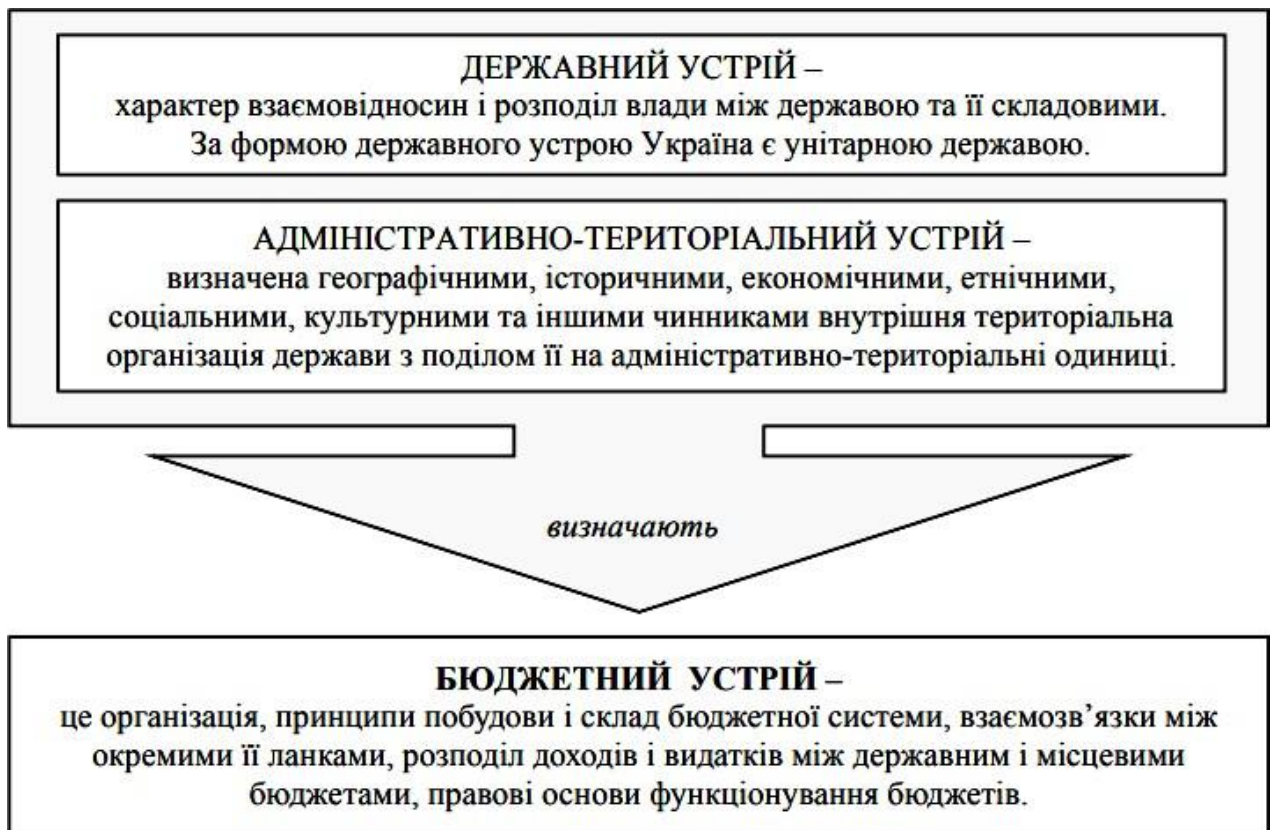 ДЕРЖАВНИЙ УСТРІЙ –
характер взаємовідносин і розподіл влади між державою та її складовими.
За формою державного устрою Україна є унітарною державою.
АДМІНІСТРАТИВНО-ТЕРИТОРІАЛЬНИЙ УСТРІЙ –
визначена географічними, історичними, економічними, етнічними,
соціальними, культурними та іншими чинниками внутрішня територіальна
організація держави з поділом її на адміністративно-територіальні одиниці.
визначають
БЮДЖЕТНИЙ УСТРІЙ –
це організація, принципи побудови і склад бюджетної системи, взаємозв’язки між
окремими її ланками, розподіл доходів і видатків між державним і місцевими
бюджетами, правові основи функціонування бюджетів.